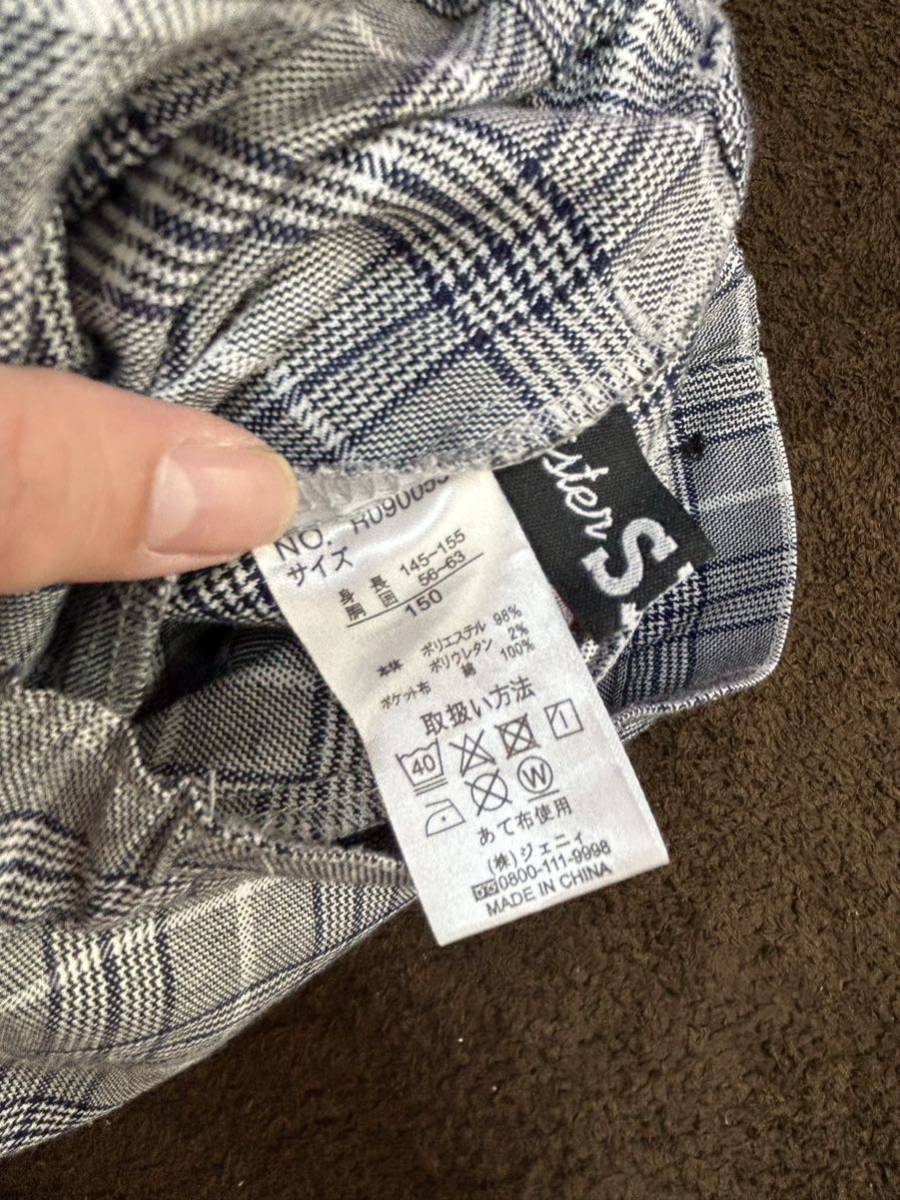 ster
S
NO. R090093
サイズ
身 長 145-155
胴 囲 56-63
150
本体 ポリエステル 98%
ポリウレタン 2%
ポケット布 綿 100%
取扱い方法
40
W
あて布使用
(株)ジェニィ
0800-111-9998
MADE IN CHINA